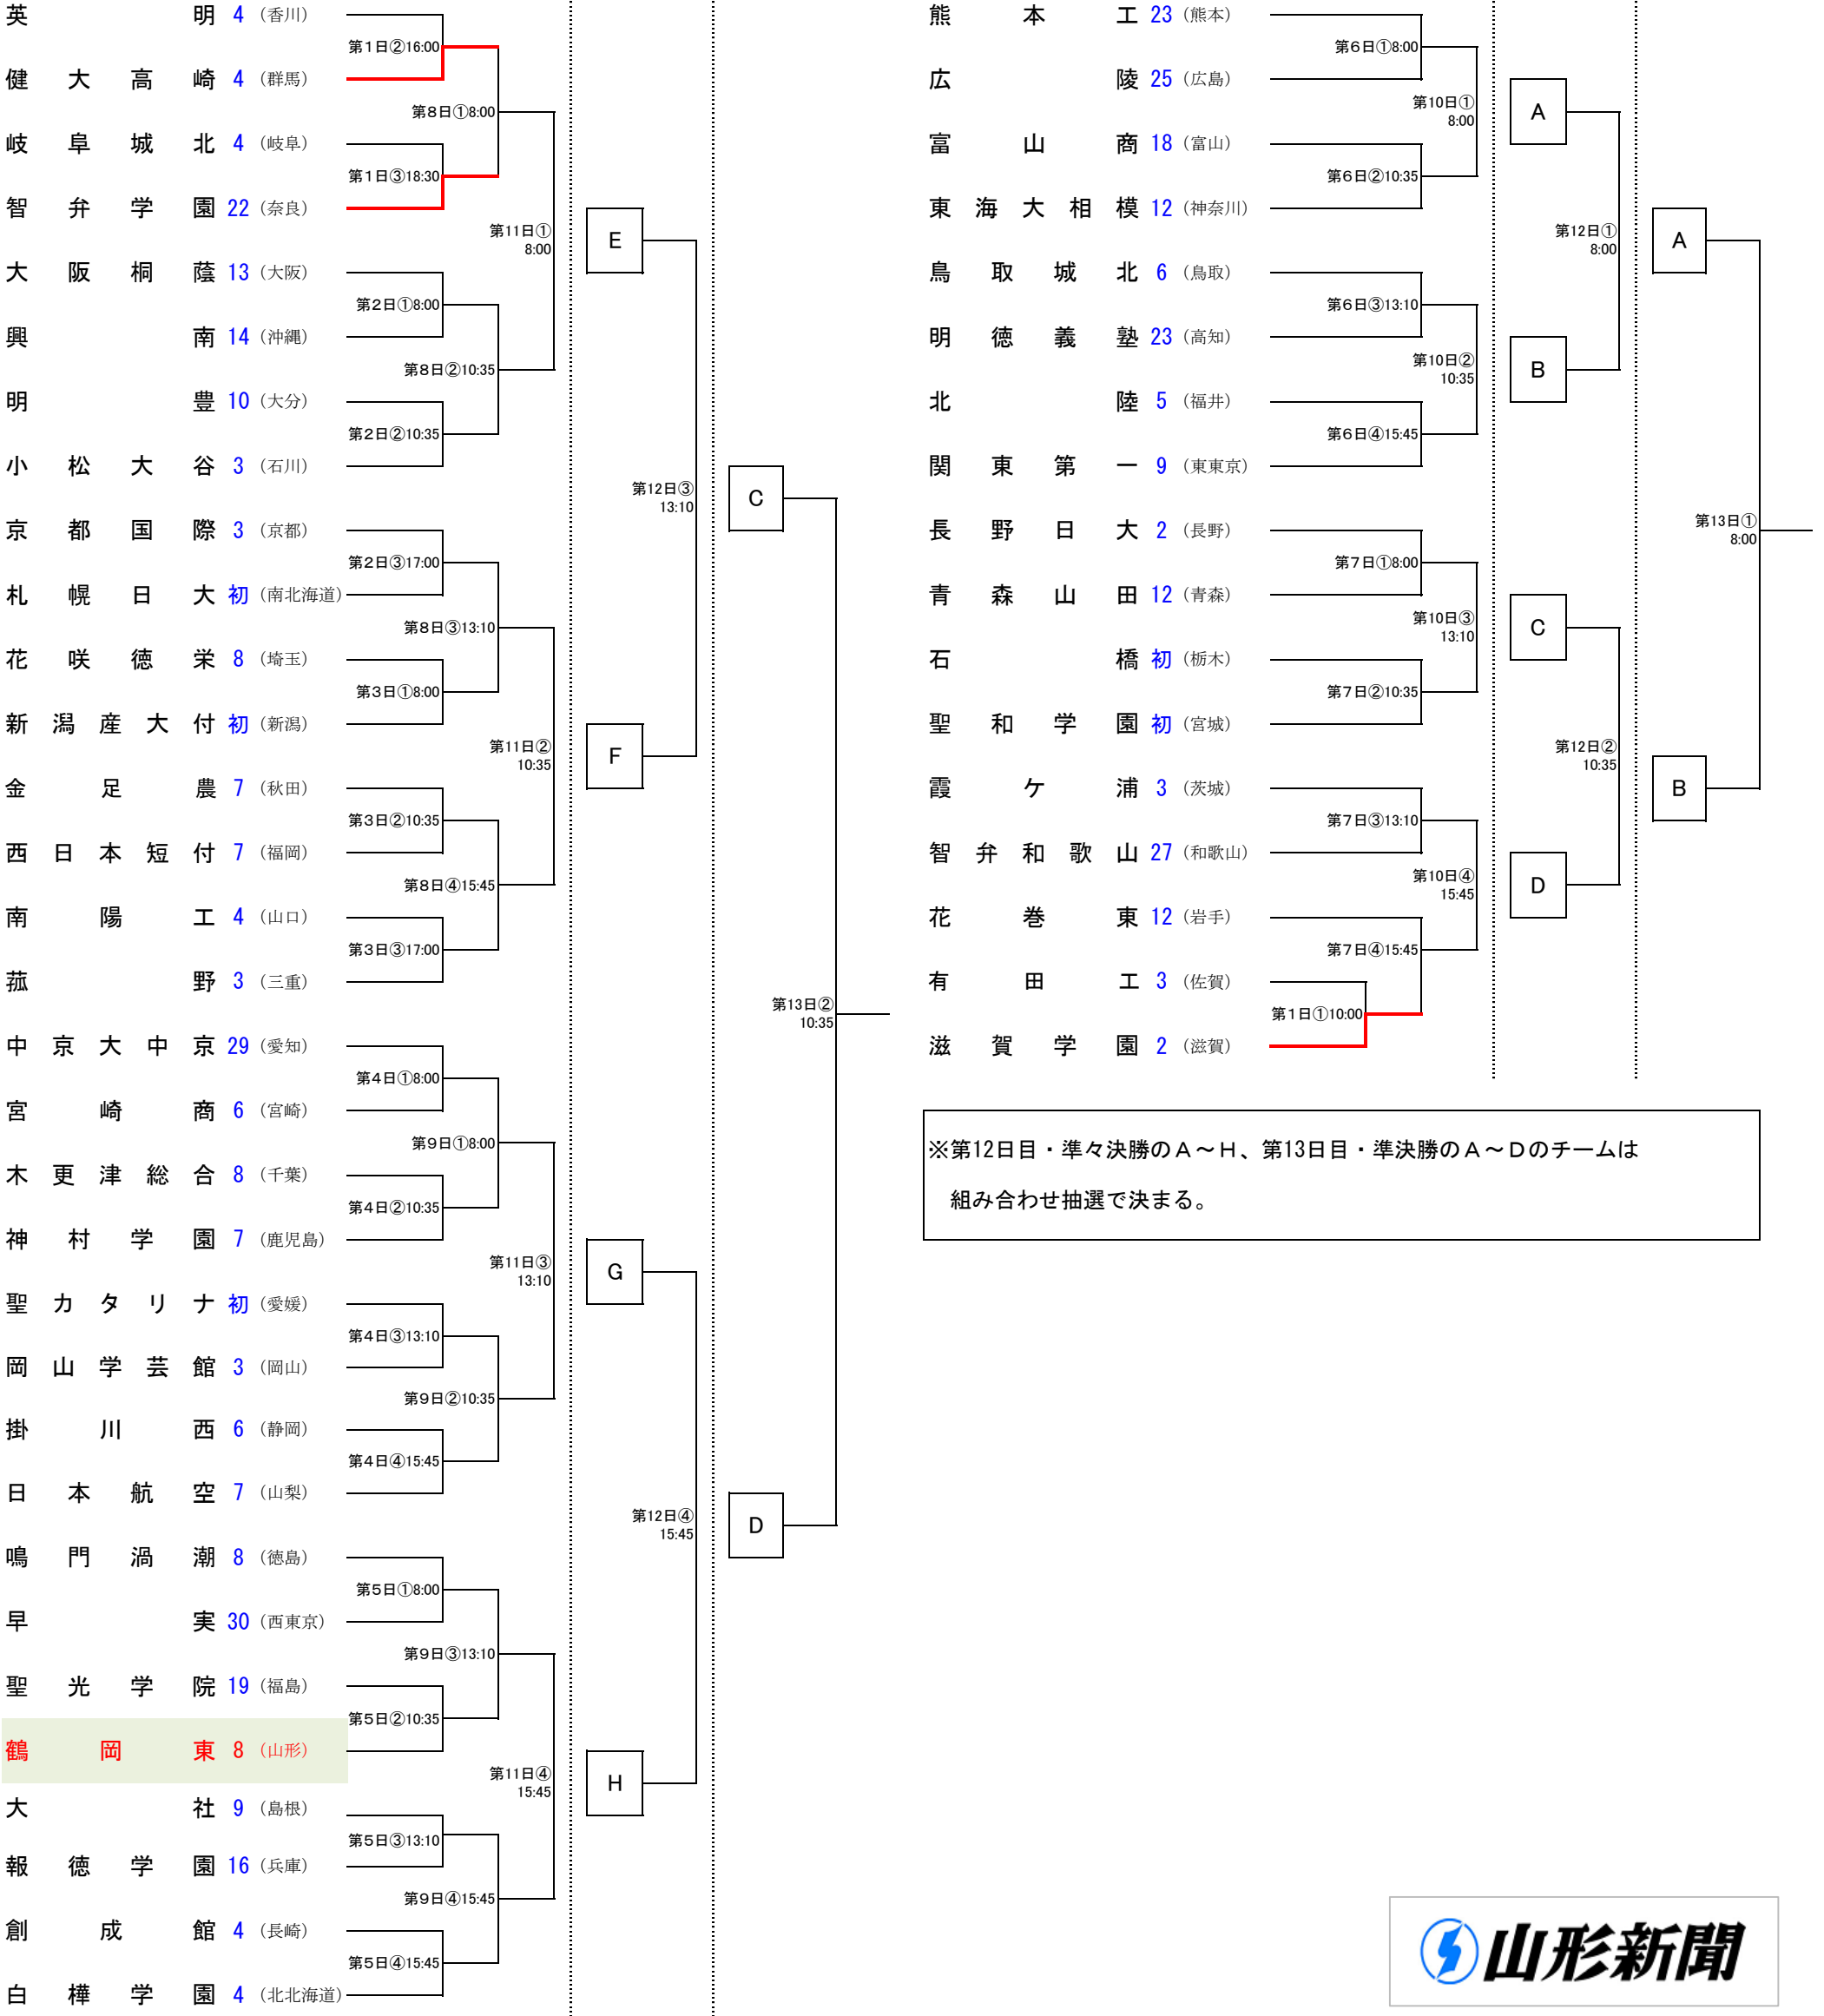 英明 4 （香川）
第１日②16:00
健大高崎 4 （群馬）
第８日①8:00
岐阜城北 4 （岐阜）
第１日③18:30
智弁学園 22 （奈良）
第11日①
8:00
E
大阪桐蔭 13 （大阪）
第２日①8:00
興南 14 （沖縄）
第８日②10:35
明豊 10 （大分）
第２日②10:35
小松大谷 3 （石川）
第12日③
13:10
C
京都国際 3 （京都）
第２日③17:00
札幌日大 初 （南北海道）
第８日③13:10
花咲徳栄 8 （埼玉）
第３日①8:00
新潟産大付 初 （新潟）
第11日②
10:35
F
金足農 7 （秋田）
第３日②10:35
西日本短付 7 （福岡）
第８日④15:45
南陽工 4 （山口）
第３日③17:00
菰野 3 （三重）
第13日②
10:35
中京大中京 29 （愛知）
第４日①8:00
宮崎商 6 （宮崎）
第９日①8:00
木更津総合 8 （千葉）
第４日②10:35
神村学園 7 （鹿児島）
第11日③
13:10
G
聖カタリナ 初 （愛媛）
第４日③13:10
岡山学芸館 3 （岡山）
第９日②10:35
掛川西 6 （静岡）
第４日④15:45
日本航空 7 （山梨）
第12日④
15:45
D
鳴門渦潮 8 （徳島）
第５日①8:00
早実 30 （西東京）
第９日③13:10
聖光学院 19 （福島）
第５日②10:35
鶴岡東 8 （山形）
第11日④
15:45
H
大社 9 （島根）
第５日③13:10
報徳学園 16 （兵庫）
第９日④15:45
創成館 4 （長崎）
第５日④15:45
白樺学園 4 （北北海道）
熊本工 23 （熊本）
第６日①8:00
広陵 25 （広島）
第10日①
8:00
A
富山商 18 （富山）
第６日②10:35
東海大相模 12 （神奈川）
第12日①
8:00
A
鳥取城北 6 （鳥取）
第６日③13:10
明徳義塾 23 （高知）
第10日②
10:35
B
北陸 5 （福井）
第６日④15:45
関東第一 9 （東東京）
第13日①
8:00
長野日大 2 （長野）
第７日①8:00
青森山田 12 （青森）
第10日③
13:10
C
石橋 初 （栃木）
第７日②10:35
聖和学園 初 （宮城）
第12日②
10:35
B
霞ケ浦 3 （茨城）
第７日③13:10
智弁和歌山 27 （和歌山）
第10日④
15:45
D
花巻東 12 （岩手）
第７日④15:45
有田工 3 （佐賀）
第１日①10:00
滋賀学園 2 （滋賀）
※第12日目・準々決勝のＡ～Ｈ、第13日目・準決勝のＡ～Ｄのチームは
組み合わせ抽選で決まる。
山形新聞